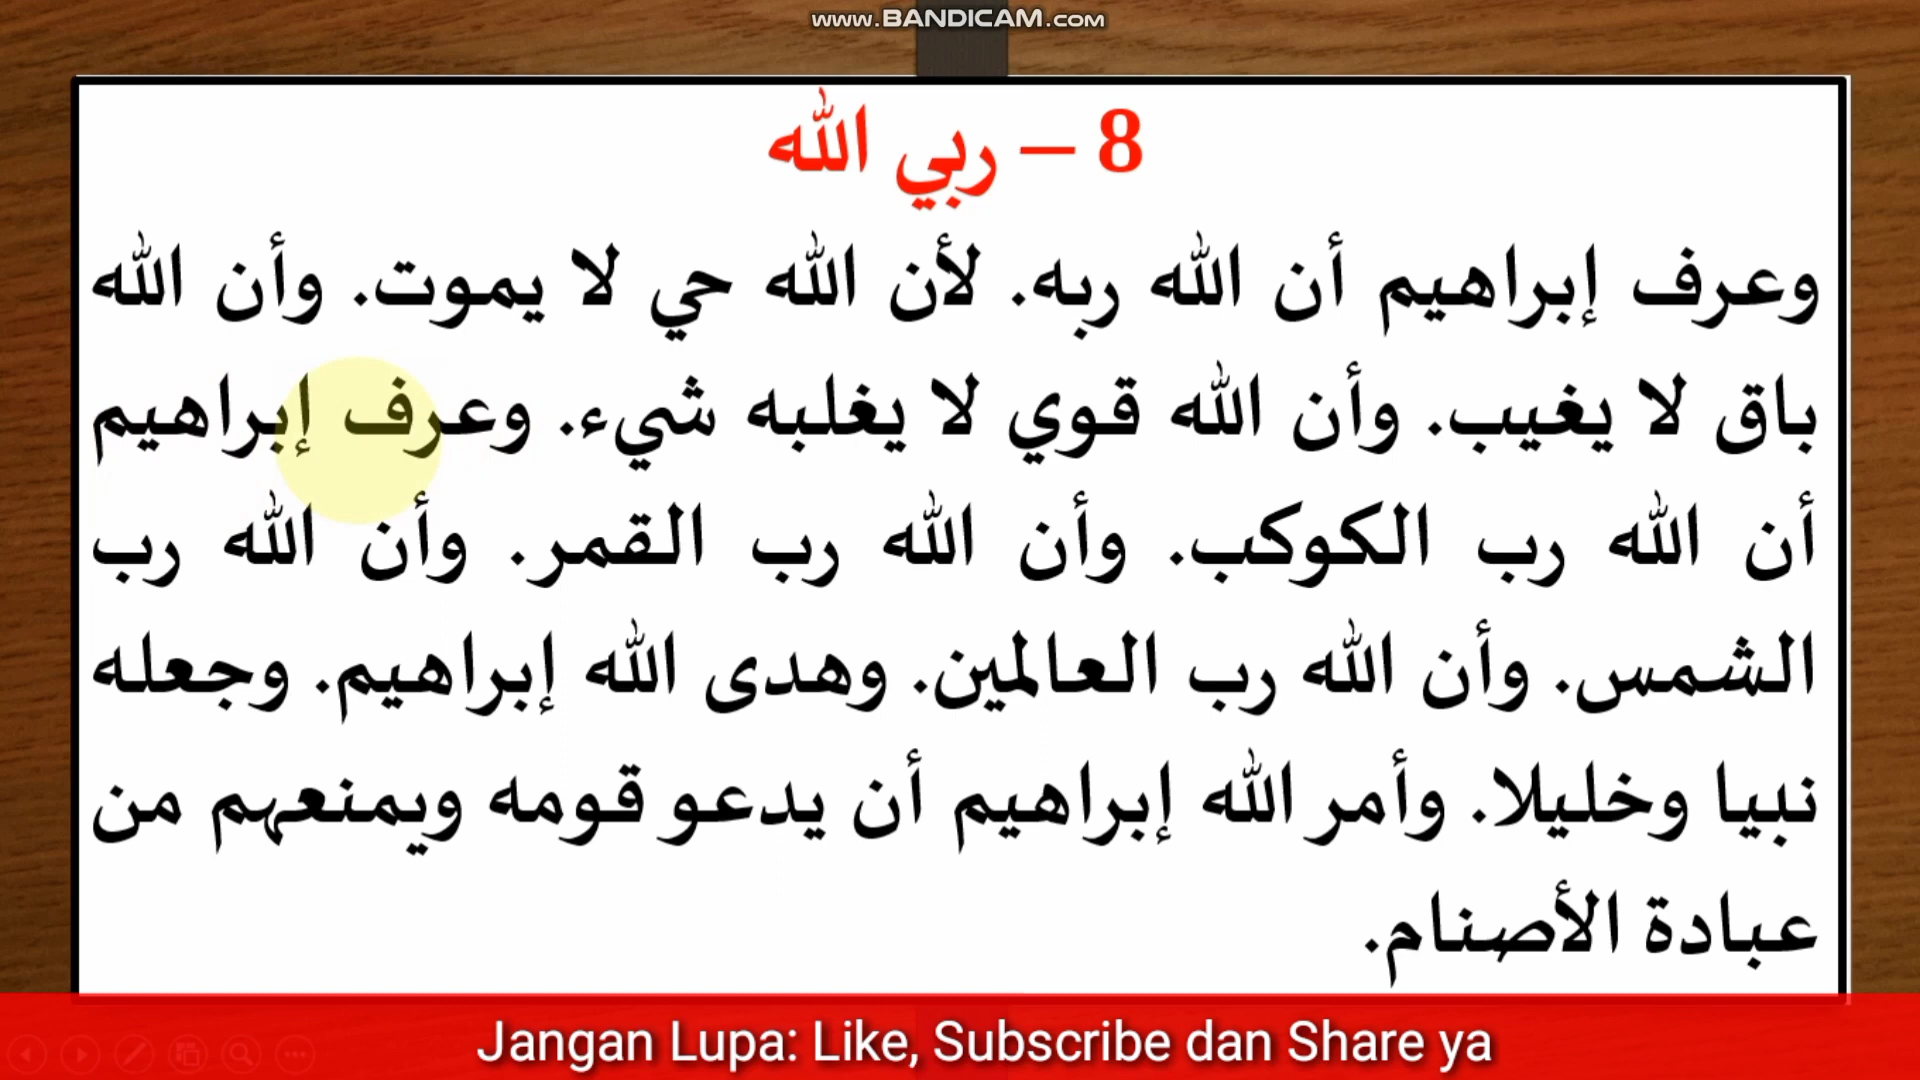 www.BANDICAM.com
8 – ربي الله
وعرف إبراهيم أن الله ربه. لأن الله حي لا يموت. وأن الله
باق لا يغيب. وأن الله قوي لا يغلبه شيء. وعرف إبراهيم
أن الله رب الكوكب. وأن الله رب القمر. وأن الله رب
الشمس. وأن الله رب العالمين. وهدى الله إبراهيم. وجعله
نبيا وخليلا. وأمر الله إبراهيم أن يدعو قومه ويمنعهم من
عبادة الأصنام.
Jangan Lupa: Like, Subscribe dan Share ya